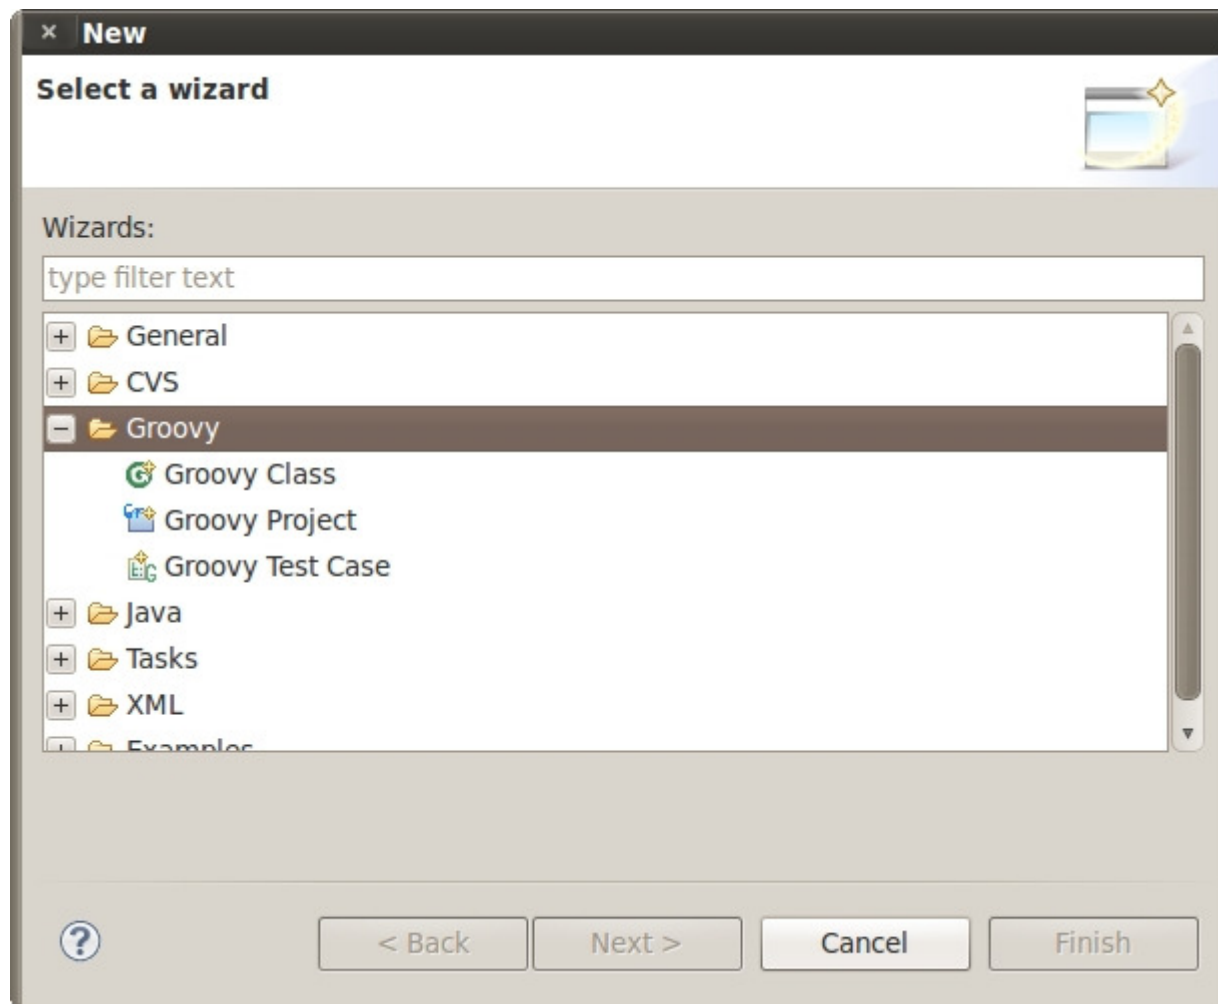 New
Select a wizard
Wizards:
type filter text
General
CVS
Groovy
Groovy Class
Groovy Project
Groovy Test Case
Java
Tasks
XML
Examples
< Back Next > Cancel Finish